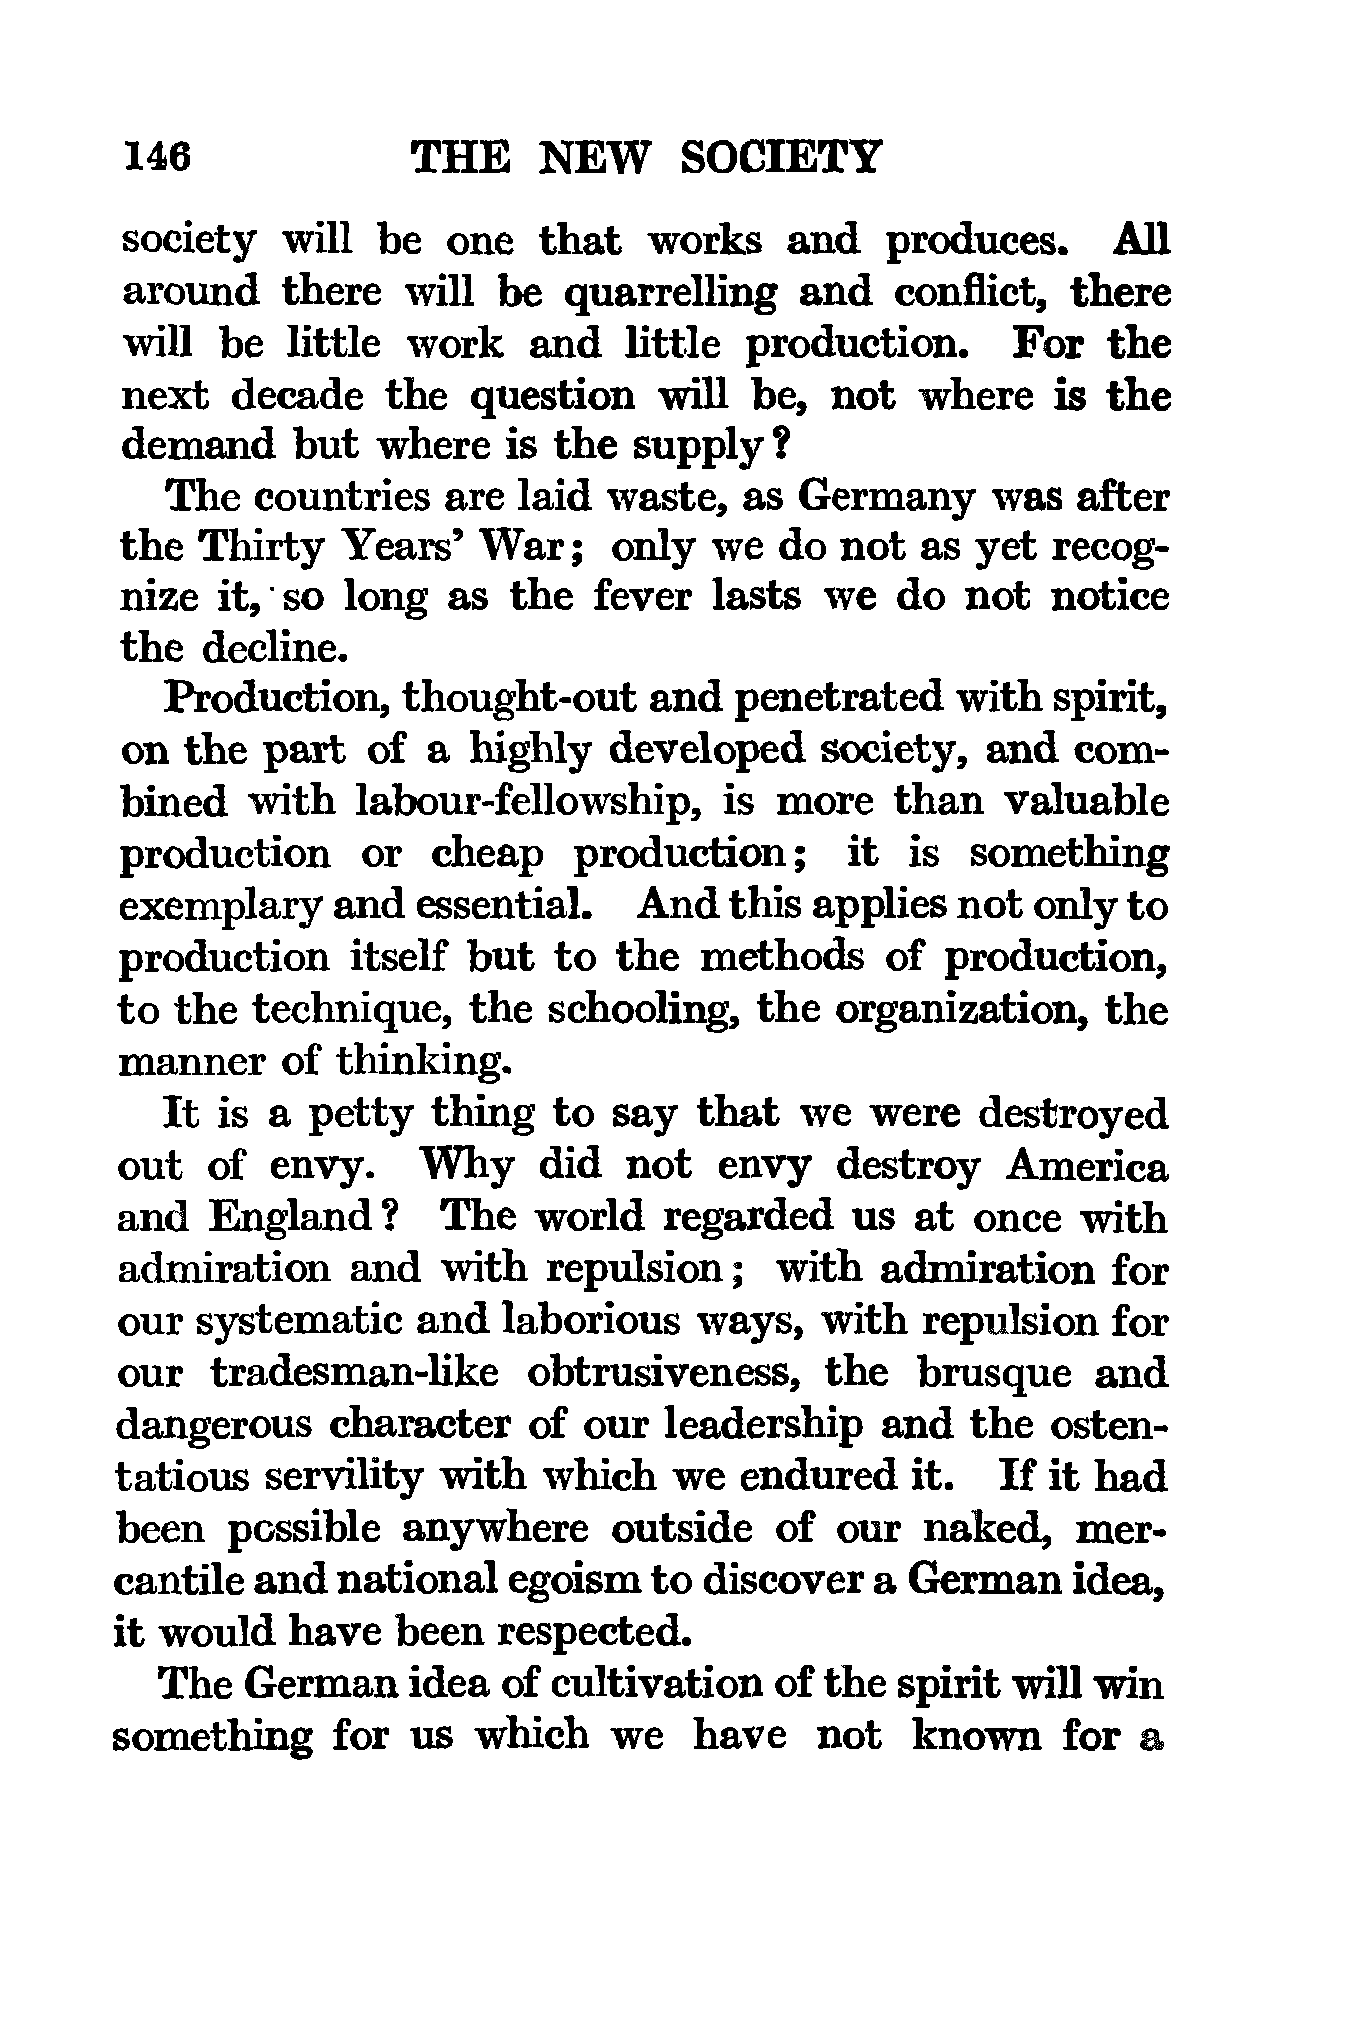 146 THE NEW SOCIETY
society will be one that works and produces. All
around there will be quarrelling and conflict, there
will be little work and little production. For the
next decade the question will be, not where is the
demand but where is the supply?
The countries are laid waste, as Germany was after
the Thirty Years' War; only we do not as yet recog-
nize it, so long as the fever lasts we do not notice
the decline.
Production, thought-out and penetrated with spirit,
on the part of a highly developed society, and com-
bined with labour-fellowship, is more than valuable
production or cheap production; it is something
exemplary and essential. And this applies not only to
production itself but to the methods of production,
to the technique, the schooling, the organization, the
manner of thinking.
It is a petty thing to say that we were destroyed
out of envy. Why did not envy destroy America
and England? The world regarded us at once with
admiration and with repulsion; with admiration for
our systematic and laborious ways, with repulsion for
our tradesman-like obtrusiveness, the brusque and
dangerous character of our leadership and the osten-
tatious servility with which we endured it. If it had
been possible anywhere outside of our naked, mer-
cantile and national egoism to discover a German idea,
it would have been respected.
The German idea of cultivation of the spirit will win
something for us which we have not known for a